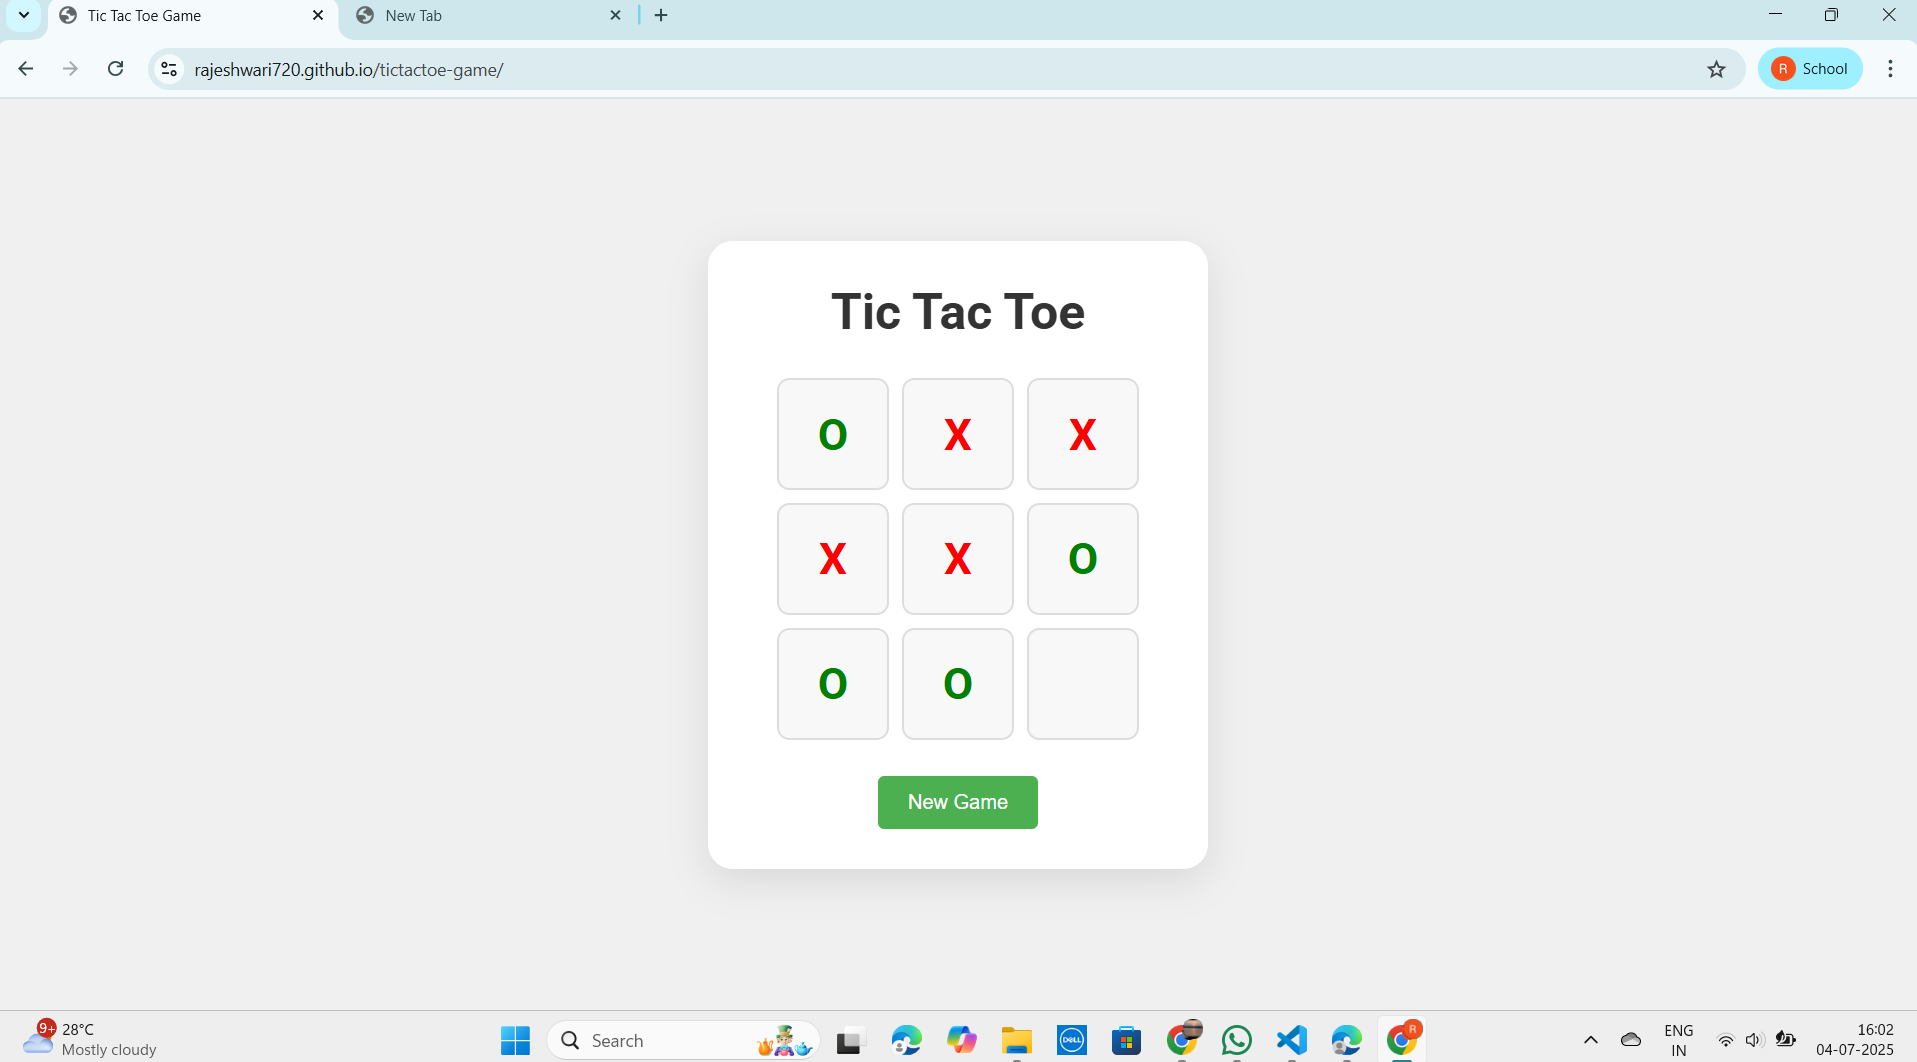 Tic Tac Toe Game
New Tab
rajeshwari720.github.io/tictactoe-game/
R School
Tic Tac Toe
O X X
X X O
O O
New Game
9+
28°C
Mostly cloudy
Search
DELL
R
ENG
IN
16:02
04-07-2025